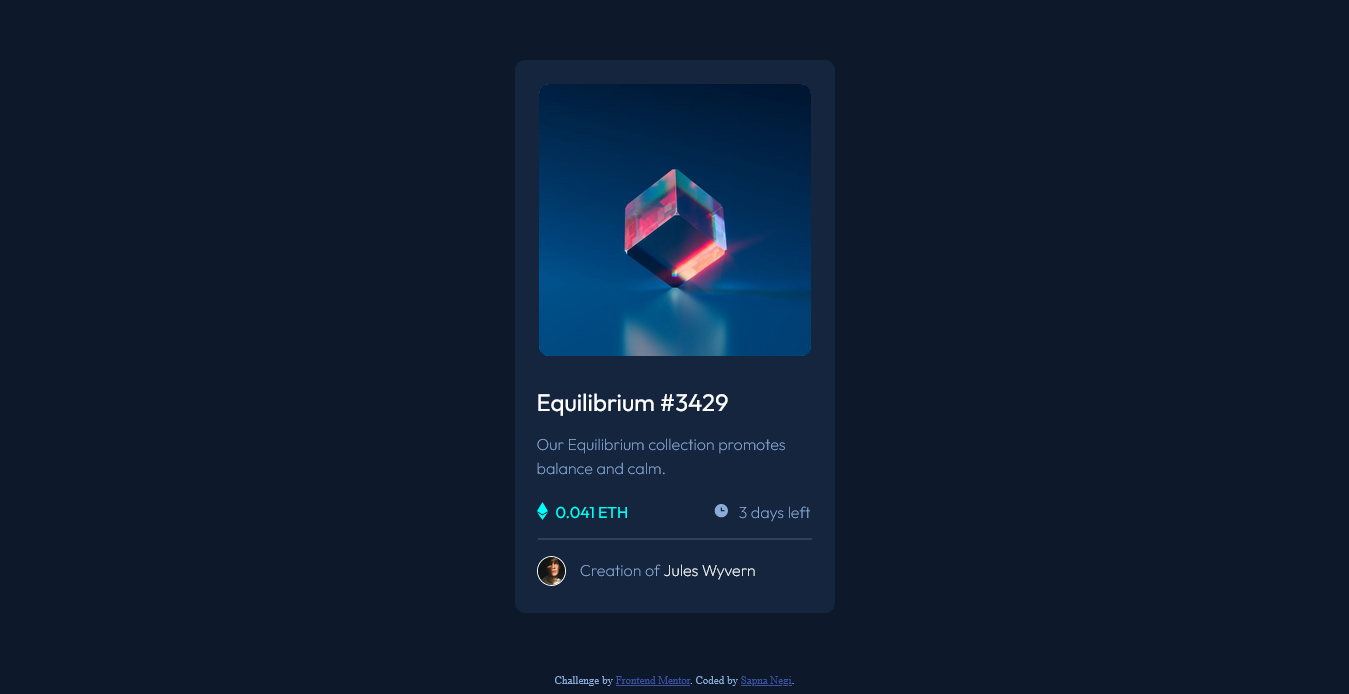 Equilibrium #3429
Our Equilibrium collection promotes
balance and calm.
0.041 ETH 3 days left
Creation of Jules Wyvern
Challenge by Frontend Mentor. Coded by Sapna Negi.